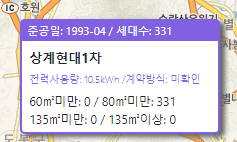 IC 호원
준공일: 1993-04 / 세대수: 331
상계현대1차
전력사용량: 10.5kWh /계약방식: 미확인
60㎡미만: 0 / 80㎡미만: 331
135㎡미만: 0 / 135㎡이상: 0